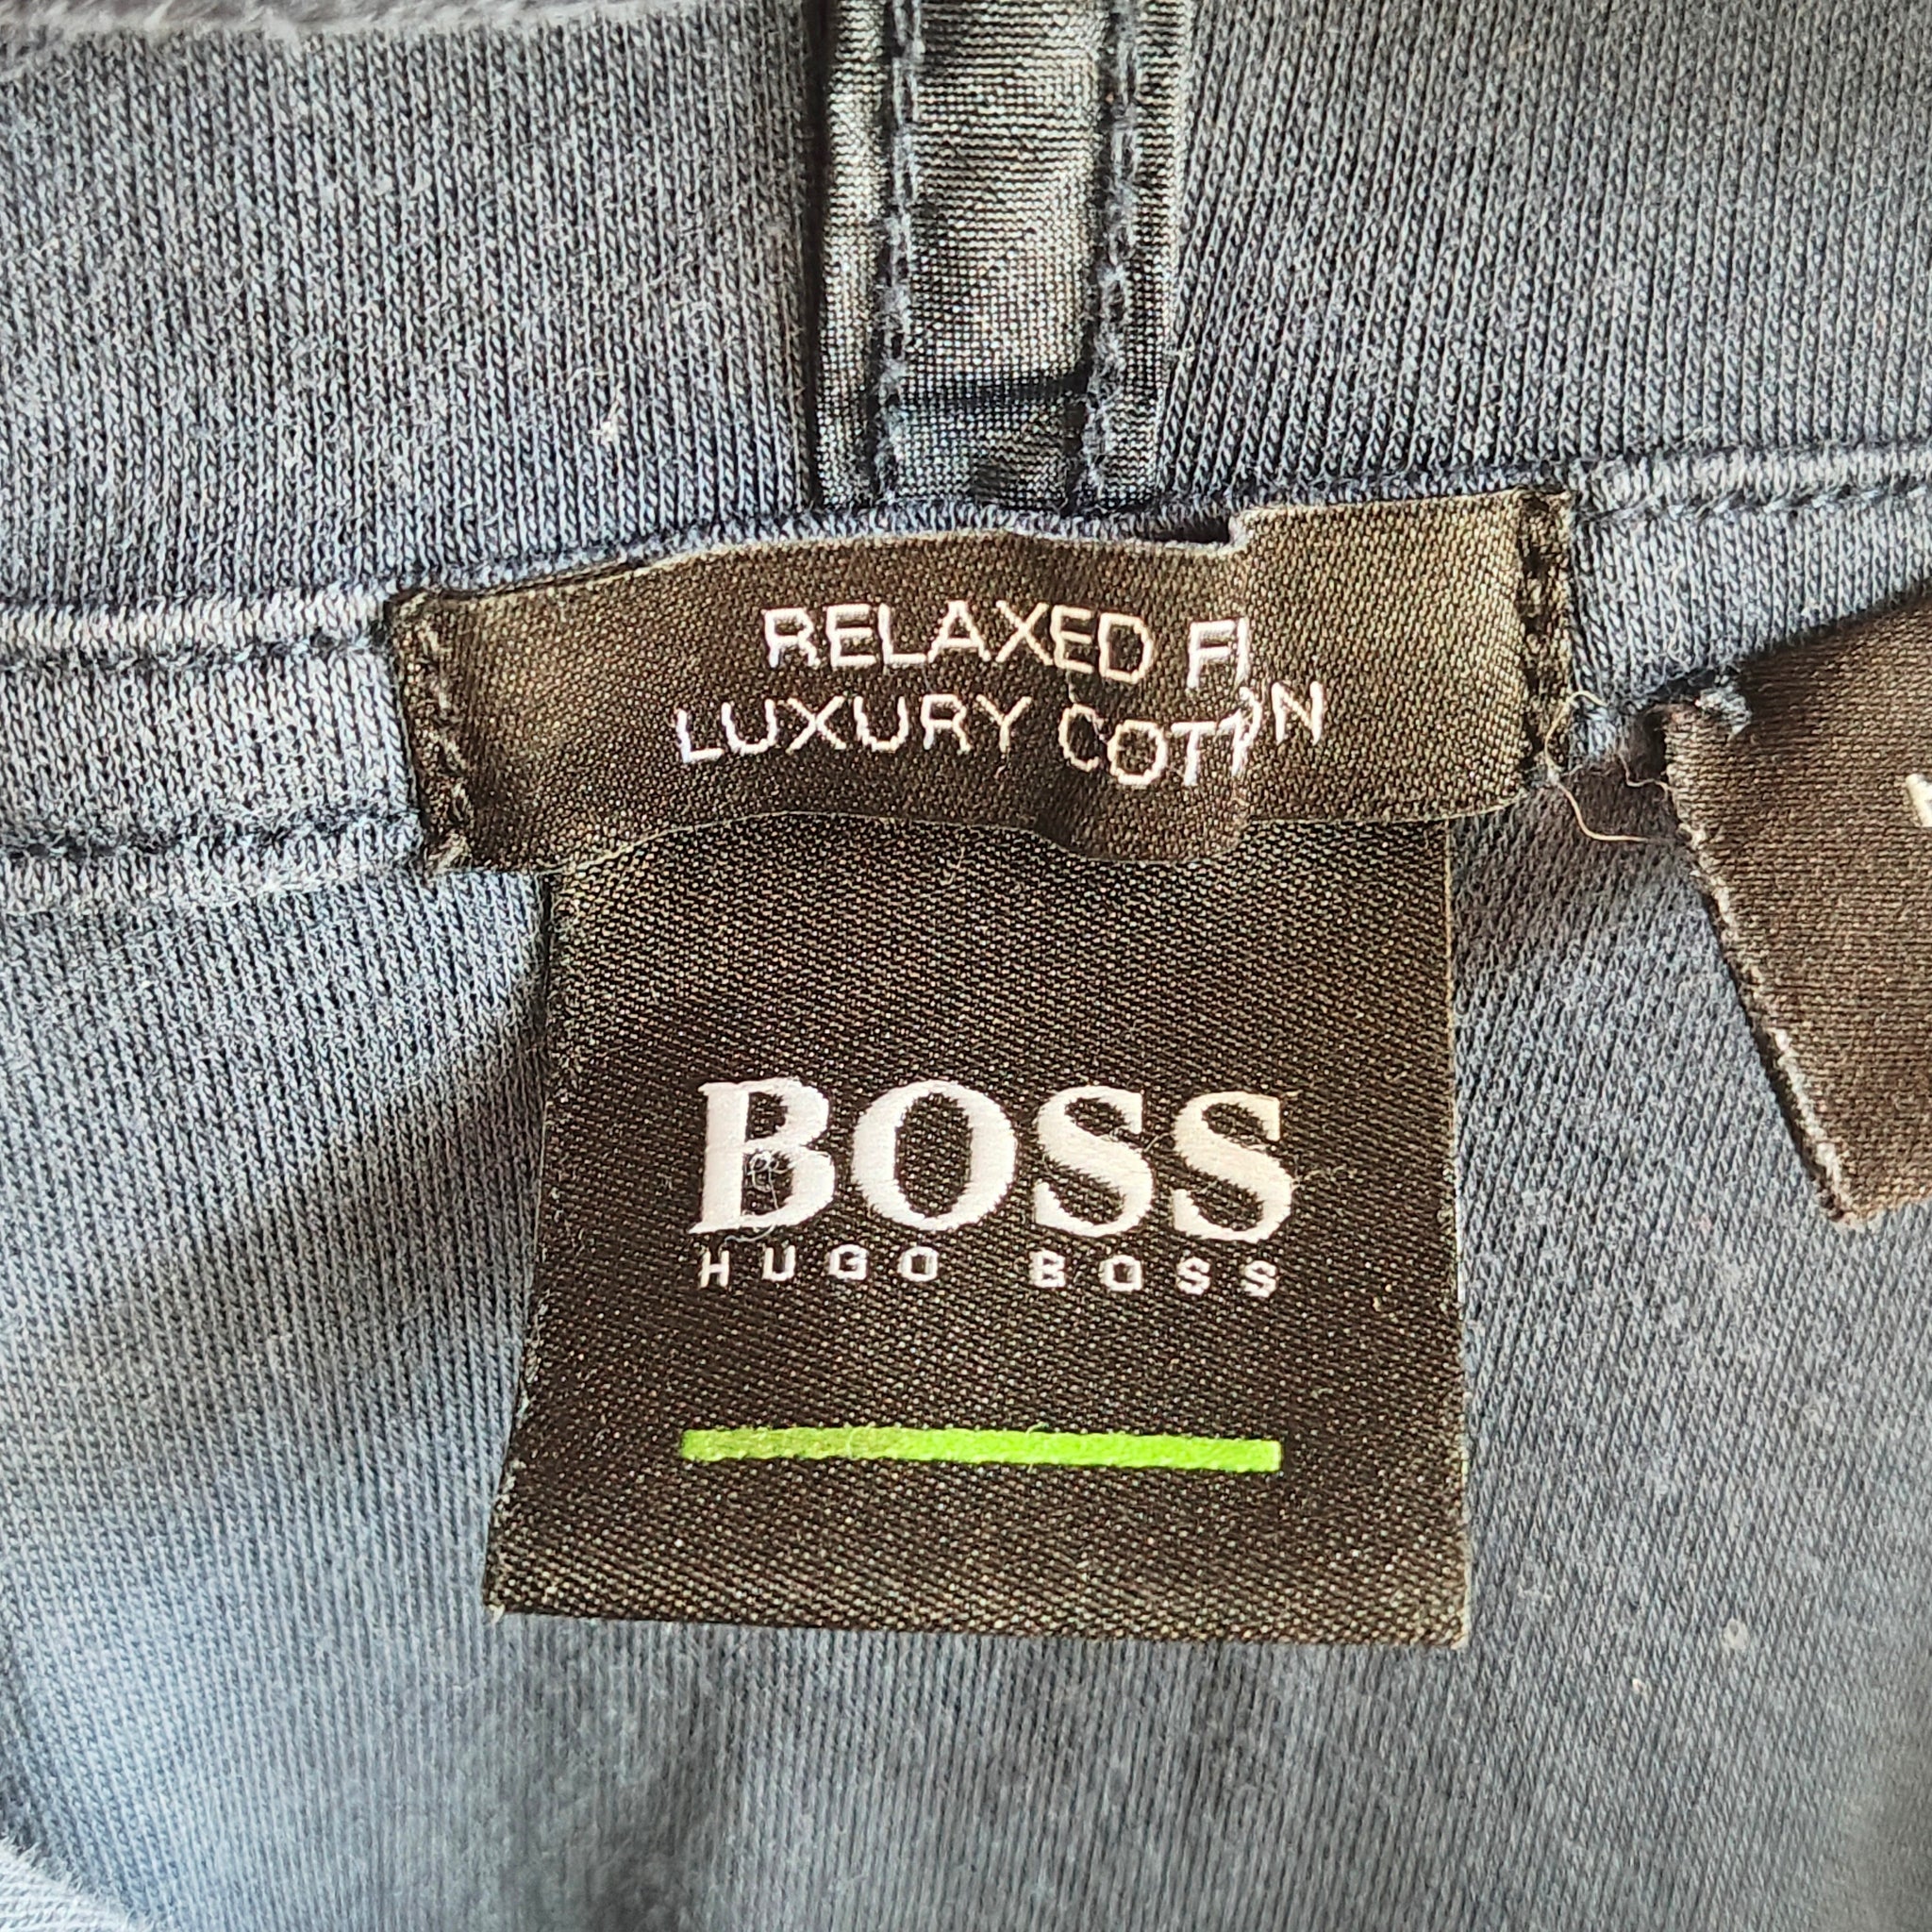 RELAXED FI
LUXURY COTTON
BOSS
HUGO BOSS